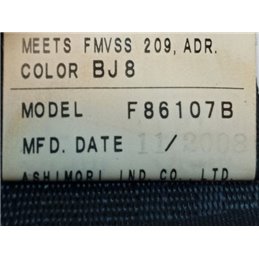 MEETS FMVSS 209, ADR.
COLOR BJ8
MODEL F86107B
MFD. DATE 11/2008
ASHIMORI IND CO., LTD.